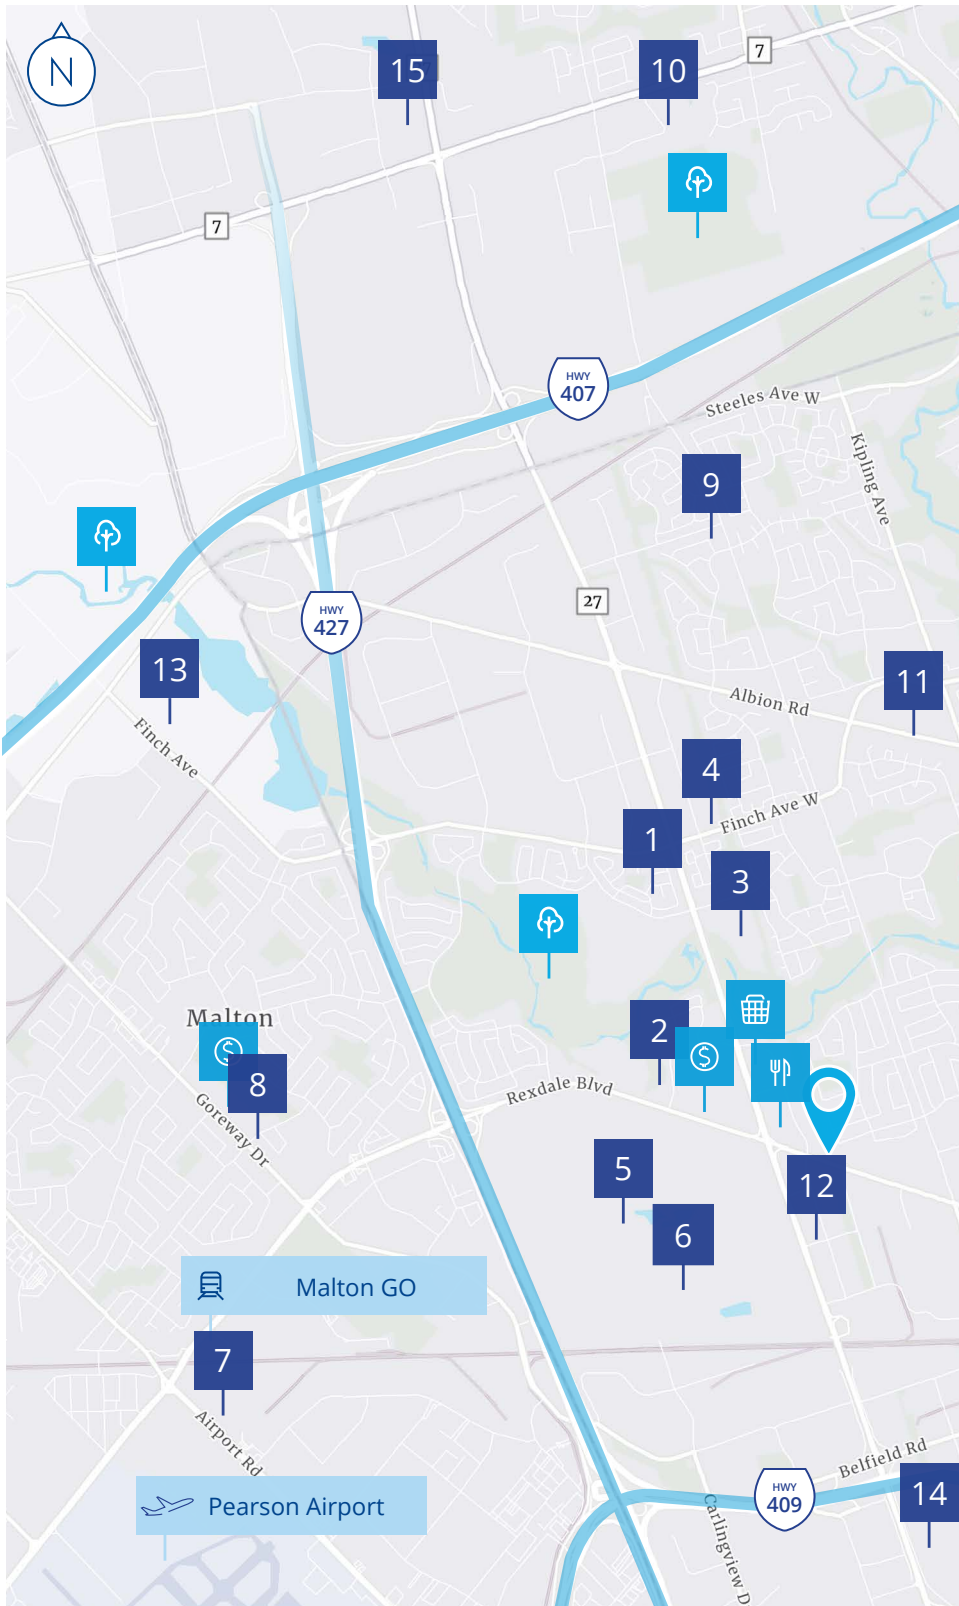 N
15
10
7
7
HWY
407
Steeles Ave W
Kipling Ave
9
HWY
427
27
13
11
Albion Rd
Finch Ave
4
Finch Ave W
1
3
Malton
2
$
$
8
Rexdale Blvd
Goreway Dr
5
12
6
Malton GO
7
Airport Rd
Belfield Rd
HWY
409
14
Pearson Airport
Carlingview D